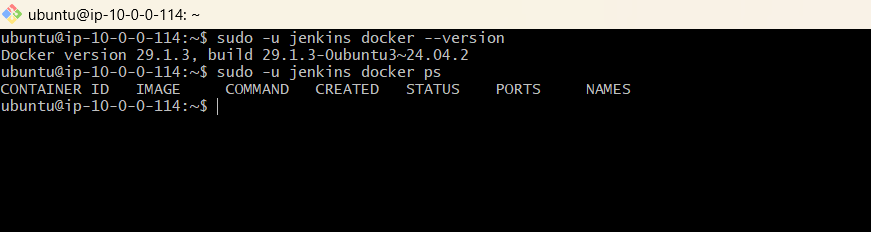 ubuntu@ip-10-0-0-114: ~
ubuntu@ip-10-0-0-114:~$ sudo -u jenkins docker --version
Docker version 29.1.3, build 29.1.3-0ubuntu3~24.04.2
ubuntu@ip-10-0-0-114:~$ sudo -u jenkins docker ps
CONTAINER ID   IMAGE     COMMAND   CREATED   STATUS    PORTS     NAMES
ubuntu@ip-10-0-0-114:~$